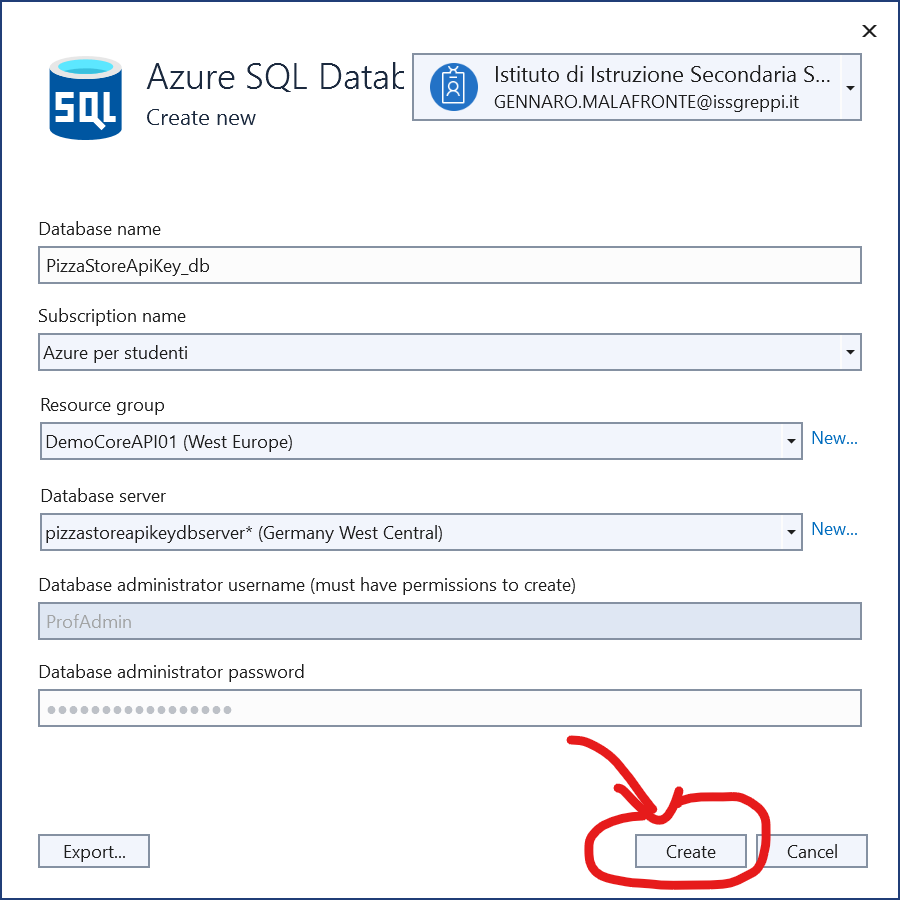 Azure SQL Datab
Create new
Istituto di Istruzione Secondaria S...
GENNARO.MALAFRONTE@issgreppi.it
SQL
Database name
PizzaStoreApiKey_db
Subscription name
Azure per studenti
Resource group
DemoCoreAPI01 (West Europe)
New...
Database server
pizzastoreapikeydbserver* (Germany West Central)
New...
Database administrator username (must have permissions to create)
ProfAdmin
Database administrator password
●●●●●●●●●●●●●●●●●
Export...
Create
Cancel